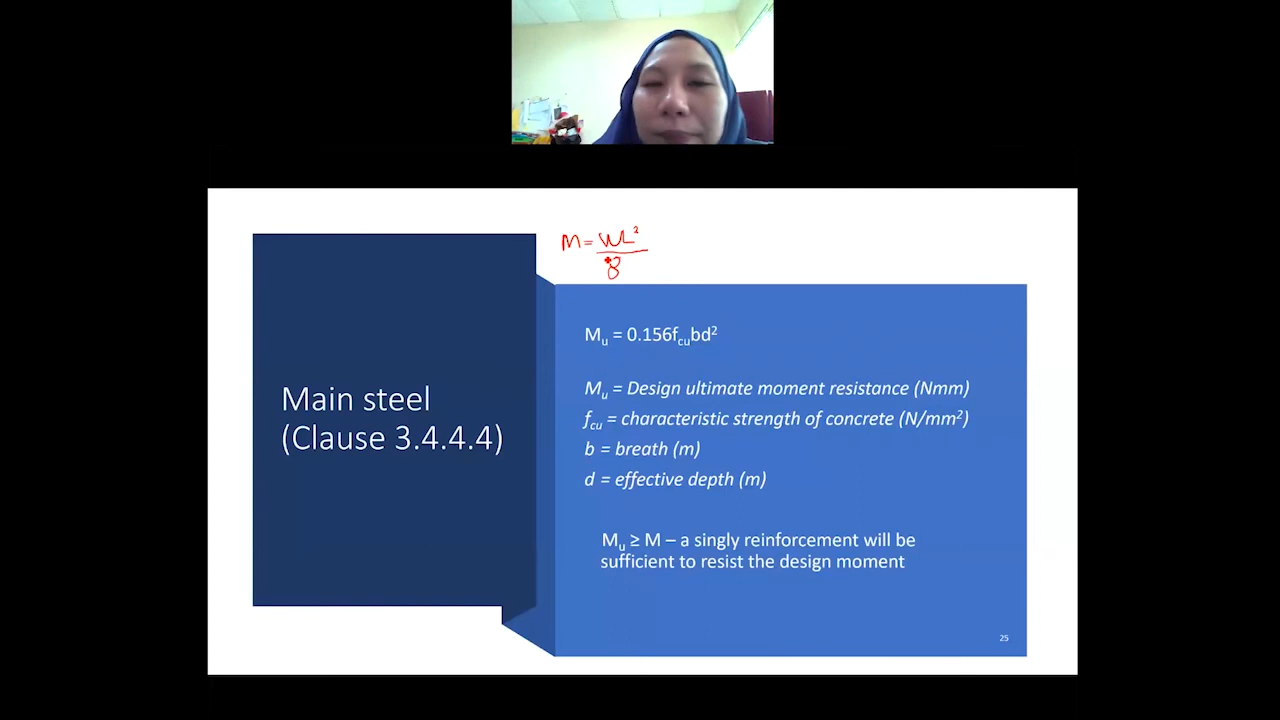 M = WL²
8
Main steel
(Clause 3.4.4.4)
Mu = 0.156fcubd²
Mu = Design ultimate moment resistance (Nmm)
fcu = characteristic strength of concrete (N/mm²)
b = breath (m)
d = effective depth (m)
Mu ≥ M – a singly reinforcement will be
sufficient to resist the design moment
25